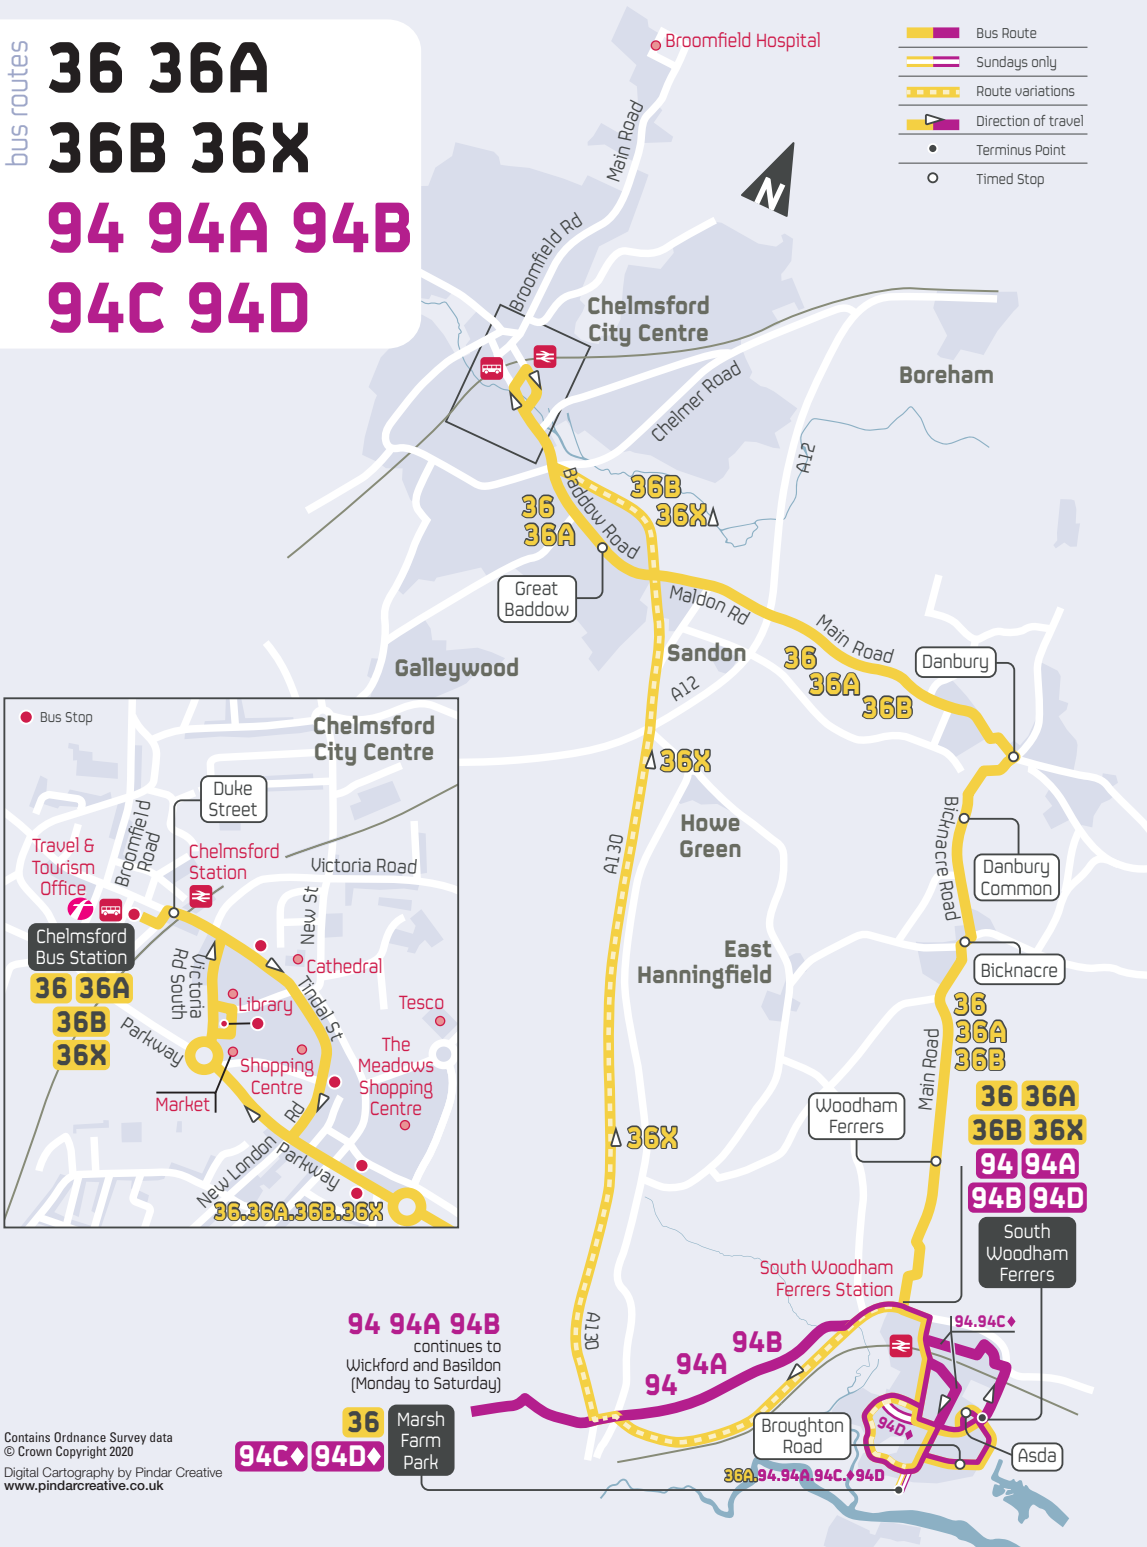 bus routes
36 36A
36B 36X
94 94A 94B
94C 94D
Bus Route
Sundays only
Route variations
Direction of travel
Terminus Point
Timed Stop
N
Broomfield Hospital
Main Road
Broomfield Rd
Chelmsford
City Centre
Boreham
Chelmer Road
A12
Baddow Road
36
36A
36B
36X
Great
Baddow
Maldon Rd
Main Road
Sandon
A12
Galleywood
36
36A
36B
Danbury
36X
Howe
Green
A130
Bicknacre Road
Danbury
Common
Bicknacre
East
Hanningfield
36
36A
36B
Main Road
Woodham
Ferrers
36X
36 36A
36B 36X
94 94A
94B 94D
South
Woodham
Ferrers
South Woodham
Ferrers Station
A130
94.94C♦
94B
94A
94
94D♦
Broughton
Road
Asda
36A.94.94A.94C.♦94D
94 94A 94B
continues to
Wickford and Basildon
(Monday to Saturday)
36
94C♦ 94D♦
Marsh
Farm
Park
Bus Stop
Chelmsford
City Centre
Duke
Street
Broomfield
Road
Travel &
Tourism
Office
Chelmsford
Station
Victoria Road
New St
Chelmsford
Bus Station
36 36A
36B
36X
Victoria
Rd South
Cathedral
Tindal St
Library
Parkway
Shopping
Centre
Market
Tesco
The
Meadows
Shopping
Centre
New London
Rd
Parkway
36.36A.36B.36X
Contains Ordnance Survey data
© Crown Copyright 2020
Digital Cartography by Pindar Creative
www.pindarcreative.co.uk